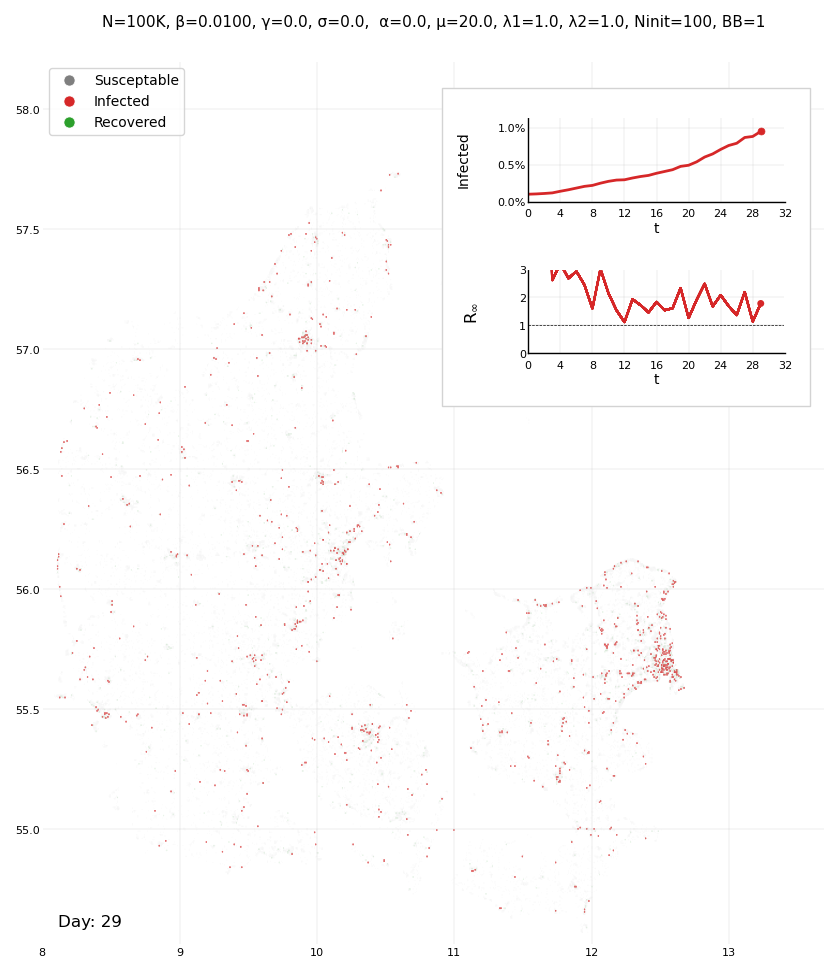 N=100K, β=0.0100, γ=0.0, σ=0.0, α=0.0, μ=20.0, λ1=1.0, λ2=1.0, Ninit=100, BB=1
Susceptable
Infected
Recovered
58.0
57.5
57.0
56.5
56.0
55.5
55.0
Infected
1.0%
0.5%
0.0%
0 4 8 12 16 20 24 28 32
t
R∞
3
2
1
0
0 4 8 12 16 20 24 28 32
t
Day: 29
8 9 10 11 12 13